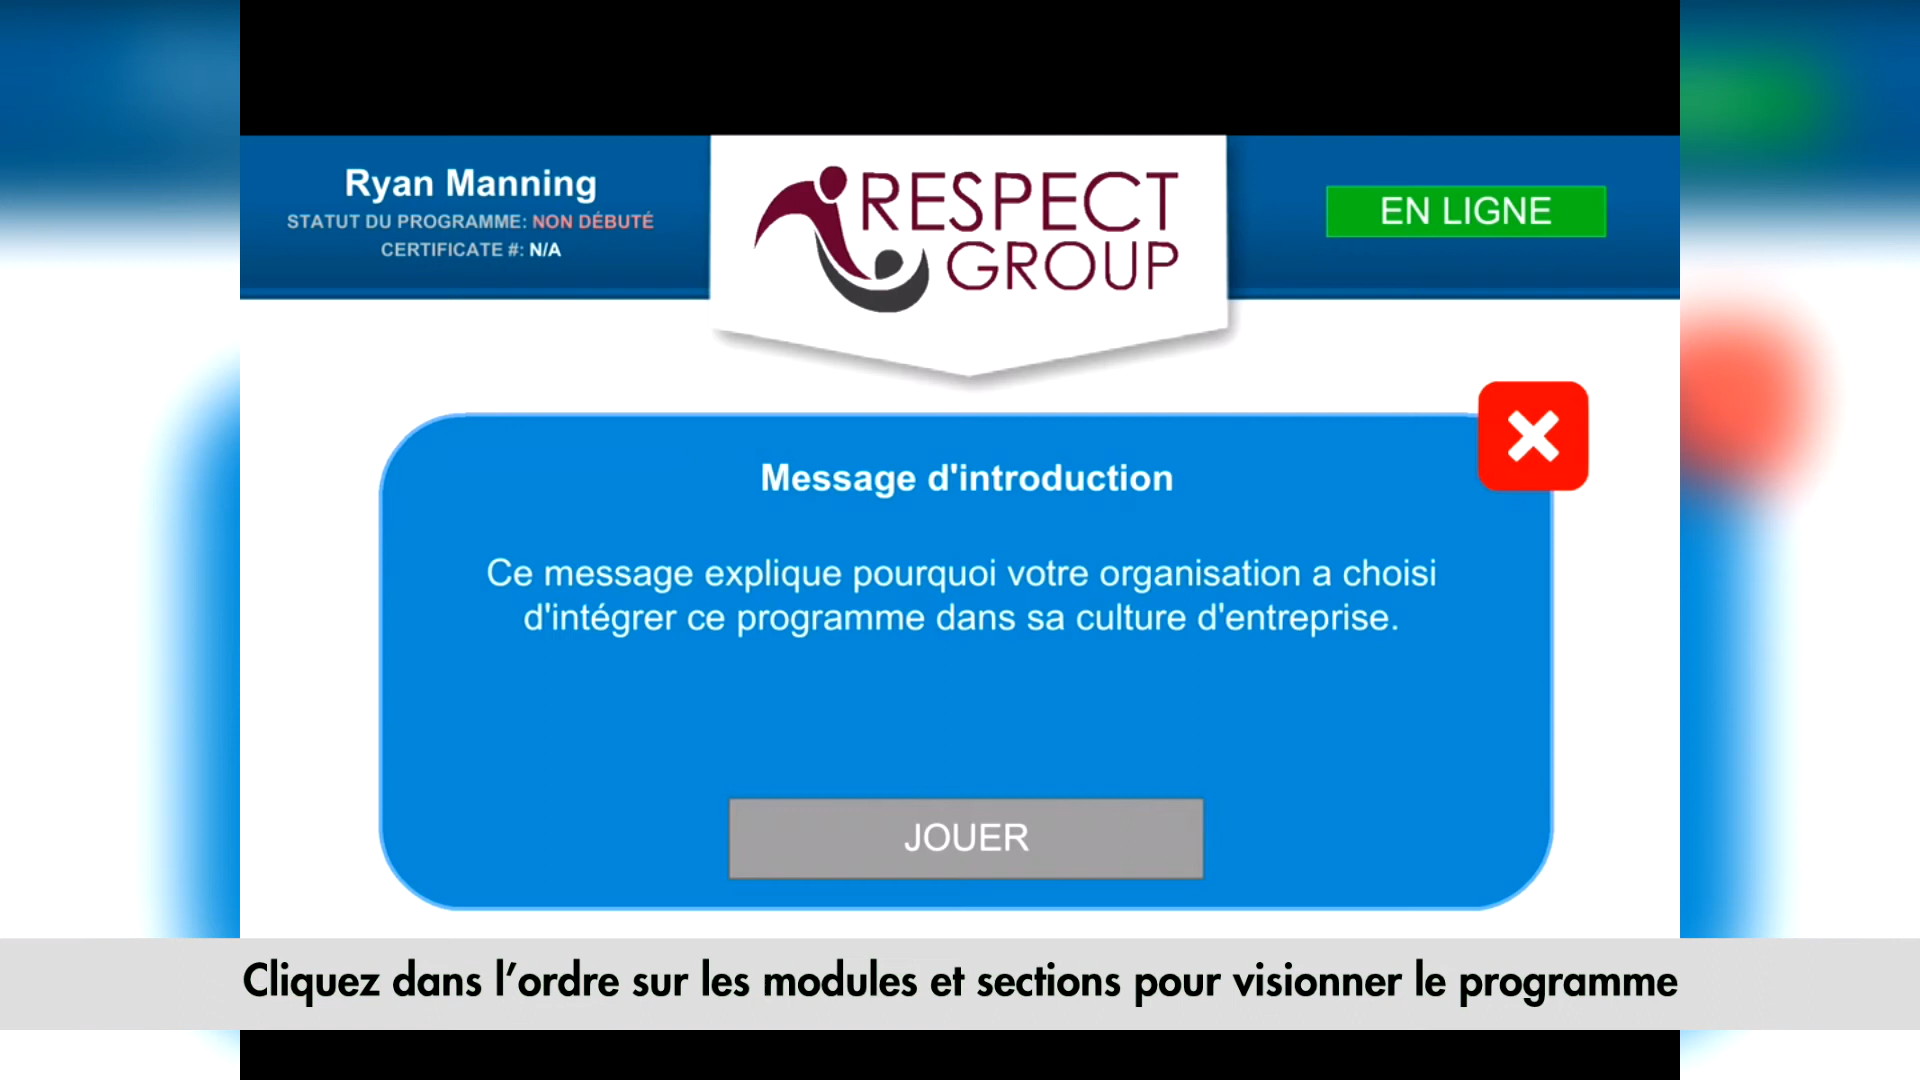 Ryan Manning
STATUT DU PROGRAMME: NON DÉBUTÉ
CERTIFICATE #: N/A
RESPECT
GROUP
EN LIGNE
Message d'introduction
Ce message explique pourquoi votre organisation a choisi
d'intégrer ce programme dans sa culture d'entreprise.
JOUER
Cliquez dans l’ordre sur les modules et sections pour visionner le programme